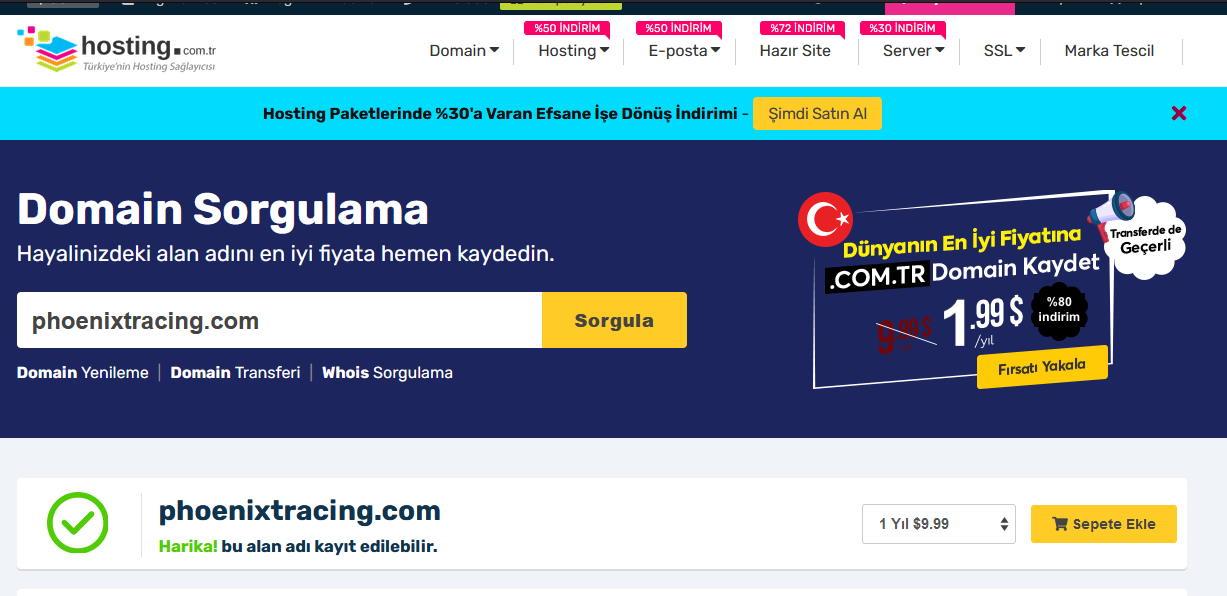 hosting.com.tr
Türkiye'nin Hosting Sağlayıcısı
%50 İNDİRİM
%50 İNDİRİM
%72 İNDİRİM
%30 İNDİRİM
Domain
Hosting
E-posta
Hazır Site
Server
SSL
Marka Tescil
Hosting Paketlerinde %30'a Varan Efsane İşe Dönüş İndirimi -
Şimdi Satın Al
Domain Sorgulama
Hayalinizdeki alan adını en iyi fiyata hemen kaydedin.
phoenixtracing.com
Sorgula
Domain Yenileme | Domain Transferi | Whois Sorgulama
Transferde de
Geçerli
Dünyanın En İyi Fiyatına
.COM.TR Domain Kaydet
9.99 $
1.99 $
/yıl
%80
indirim
Fırsatı Yakala
phoenixtracing.com
Harika! bu alan adı kayıt edilebilir.
1 Yıl $9.99
Sepete Ekle